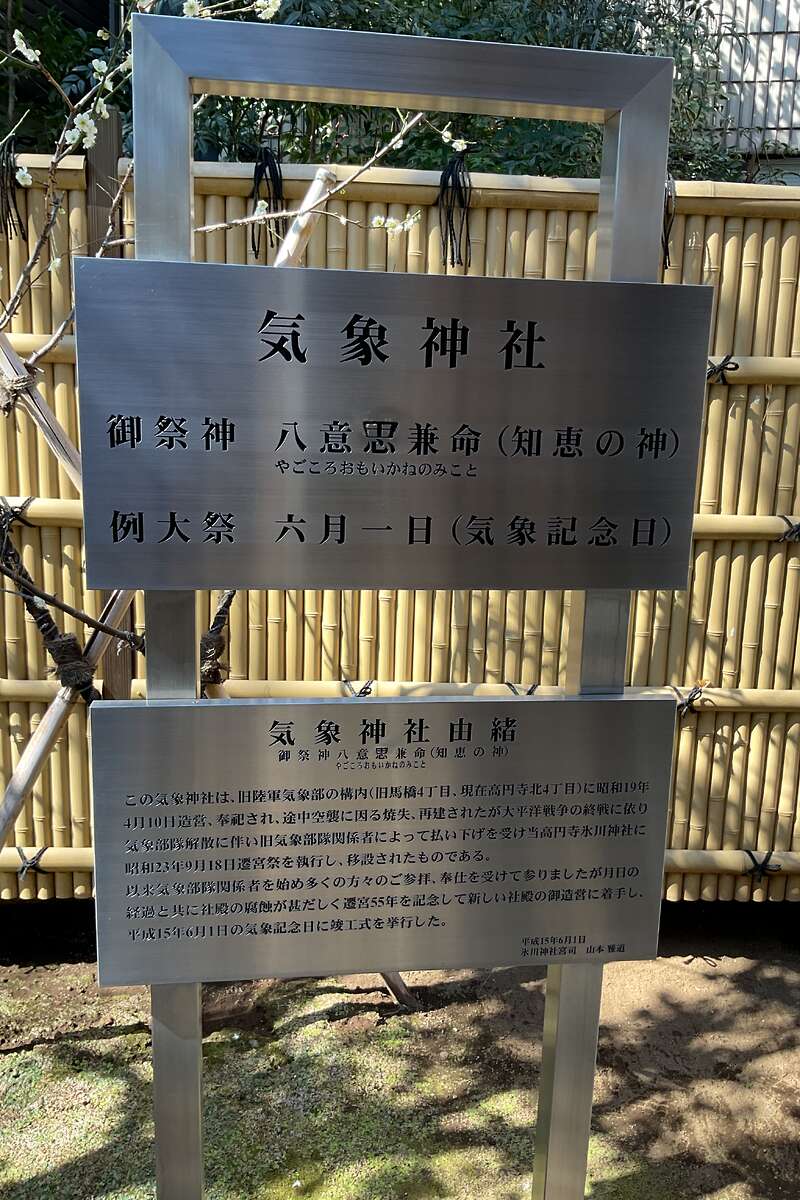 気象神社
御祭神 八意思兼命（知恵の神）
やごころおもいかねのみこと
例大祭 六月一日（気象記念日）
気象神社由緒
御祭神八意思兼命（知恵の神）
やごころおもいかねのみこと
この気象神社は、旧陸軍気象部の構内（旧馬橋4丁目、現在高円寺北4丁目）に昭和19年
4月10日造営、奉祀され、途中空襲に因る焼失、再建されたが大平洋戦争の終戦に依り
気象部隊解散に伴い旧気象部隊関係者によって払い下げを受け当高円寺氷川神社に
昭和23年9月18日遷宮祭を執行し、移設されたものである。
以来気象部隊関係者を始め多くの方々のご参拝、奉仕を受けて参りましたが月日の
経過と共に社殿の腐蝕が甚だしく遷宮55年を記念して新しい社殿の御造営に着手し、
平成15年6月1日の気象記念日に竣工式を挙行した。
平成15年6月1日
氷川神社宮司 山本 雅道